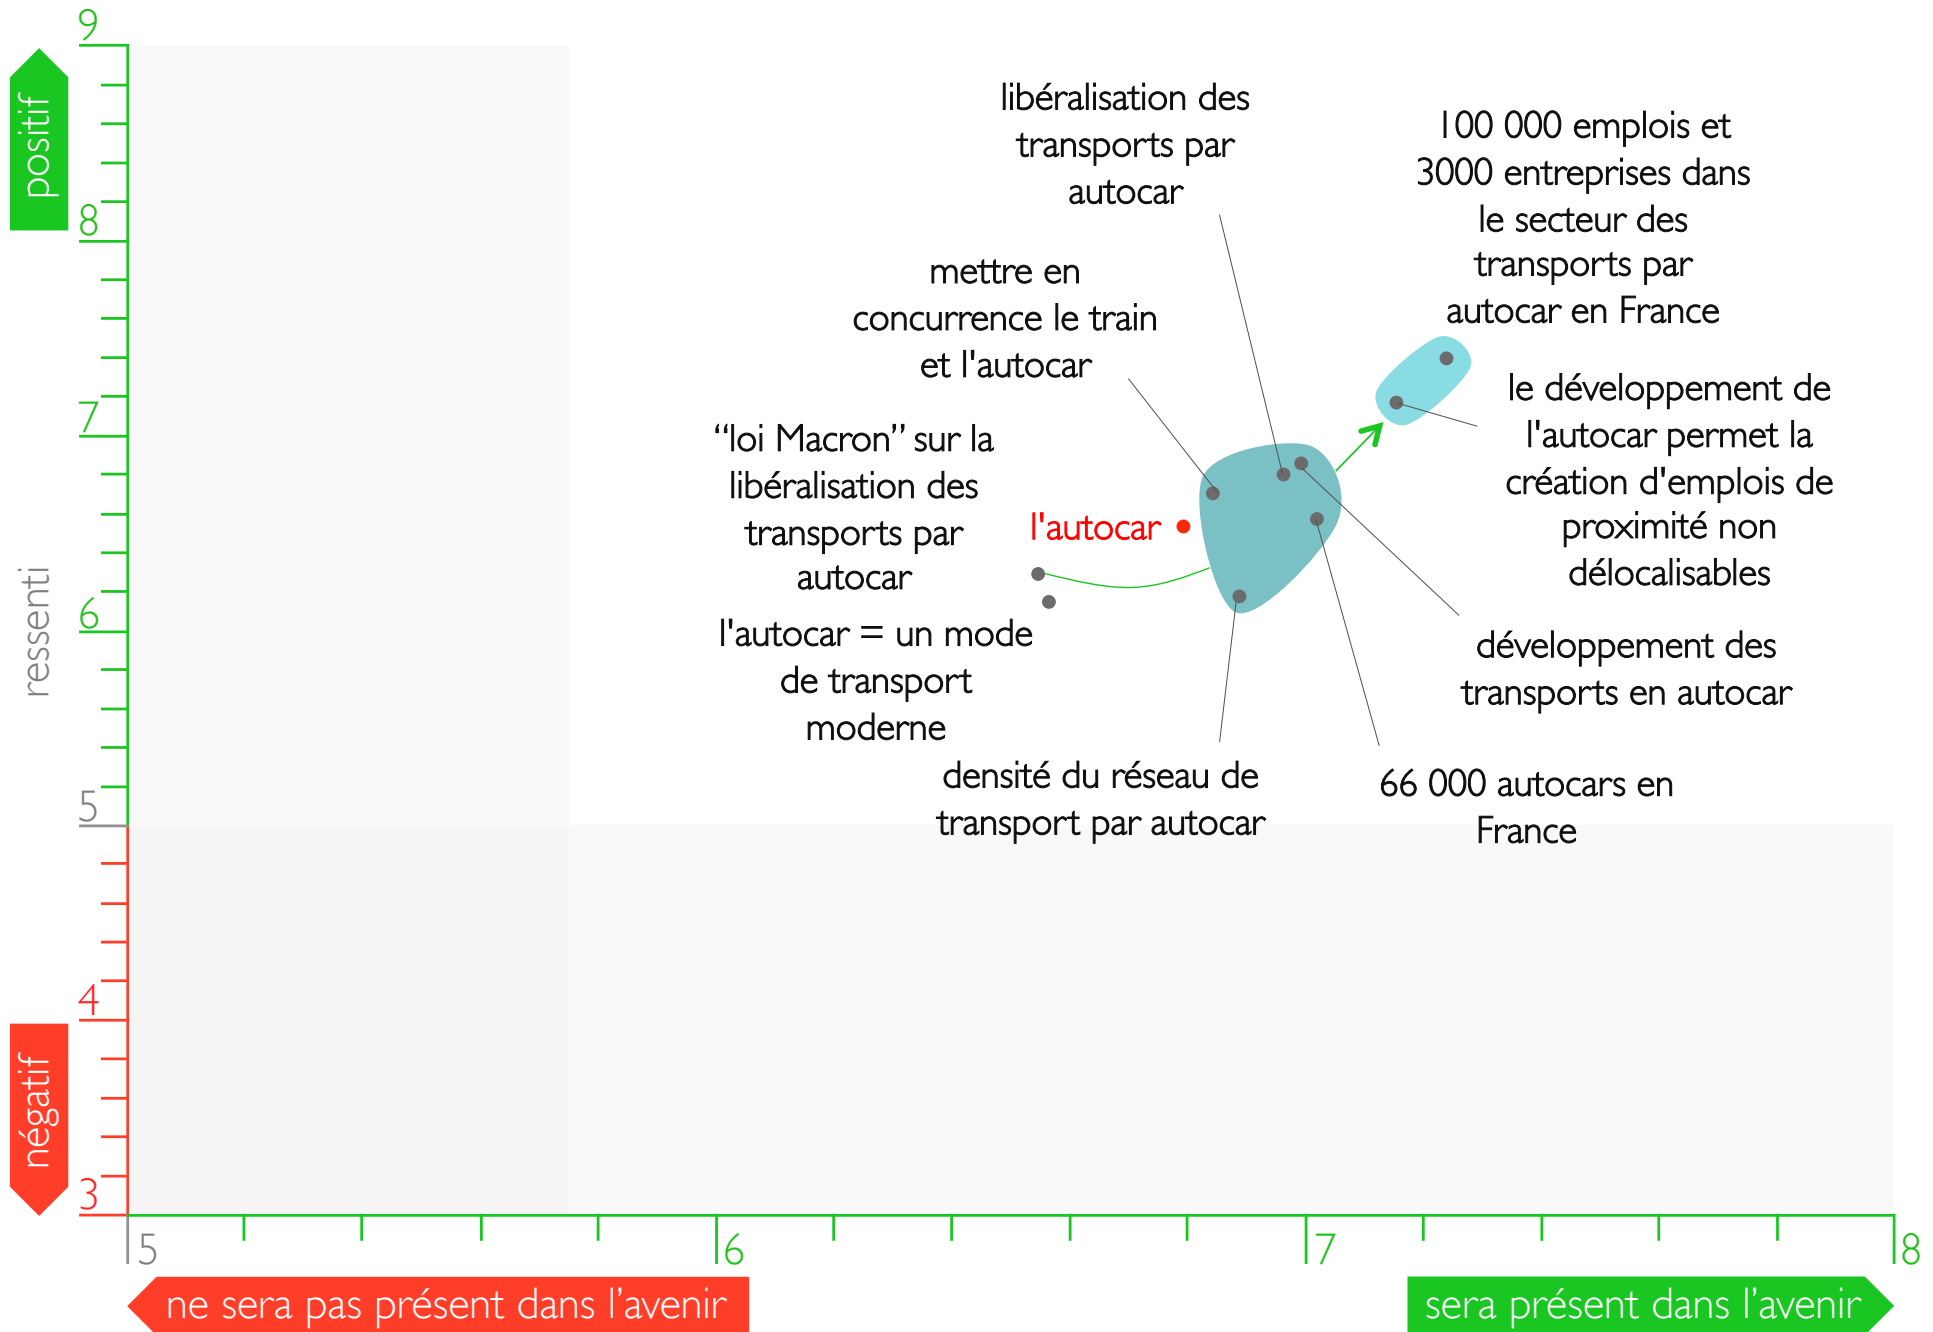 positif
ressenti
négatif
9
8
7
6
5
4
3
libéralisation des
transports par
autocar
100 000 emplois et
3000 entreprises dans
le secteur des
transports par
autocar en France
mettre en
concurrence le train
et l'autocar
le développement de
l'autocar permet la
création d'emplois de
proximité non
délocalisables
“loi Macron” sur la
libéralisation des
transports par
autocar
l'autocar
l'autocar = un mode
de transport
moderne
développement des
transports en autocar
densité du réseau de
transport par autocar
66 000 autocars en
France
5
6
7
8
ne sera pas présent dans l’avenir
sera présent dans l’avenir